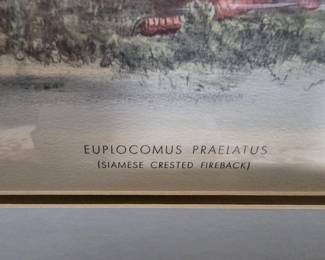 EUPLOCOMUS PRAELATUS
(SIAMESE CRESTED FIREBACK)